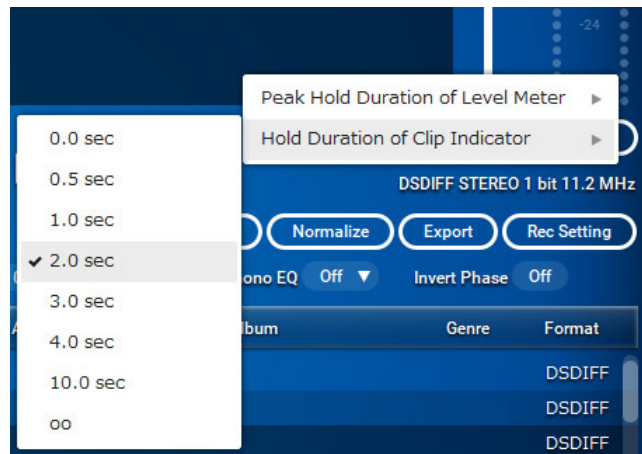 -24
Peak Hold Duration of Level Meter ▶
Hold Duration of Clip Indicator ▶
0.0 sec
0.5 sec
1.0 sec
✔ 2.0 sec
3.0 sec
4.0 sec
10.0 sec
oo
DSDIFF STEREO 1 bit 11.2 MHz
Normalize Export Rec Setting
ono EQ Off ▼ Invert Phase Off
lbum Genre Format
DSDIFF
DSDIFF
DSDIFF